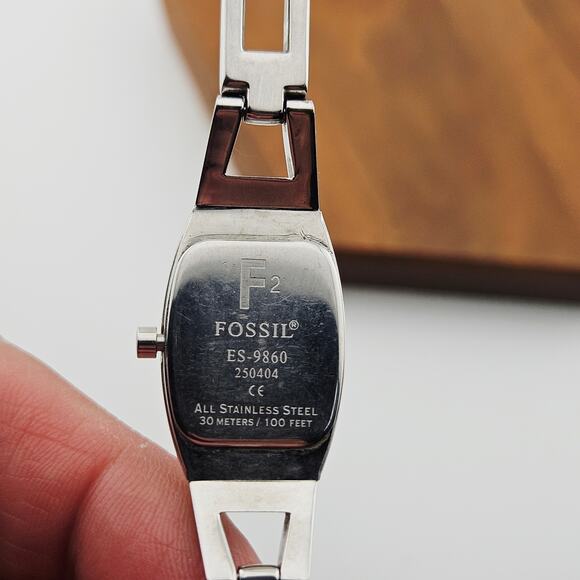 F2
FOSSIL®
ES-9860
250404
CE
ALL STAINLESS STEEL
30 METERS / 100 FEET